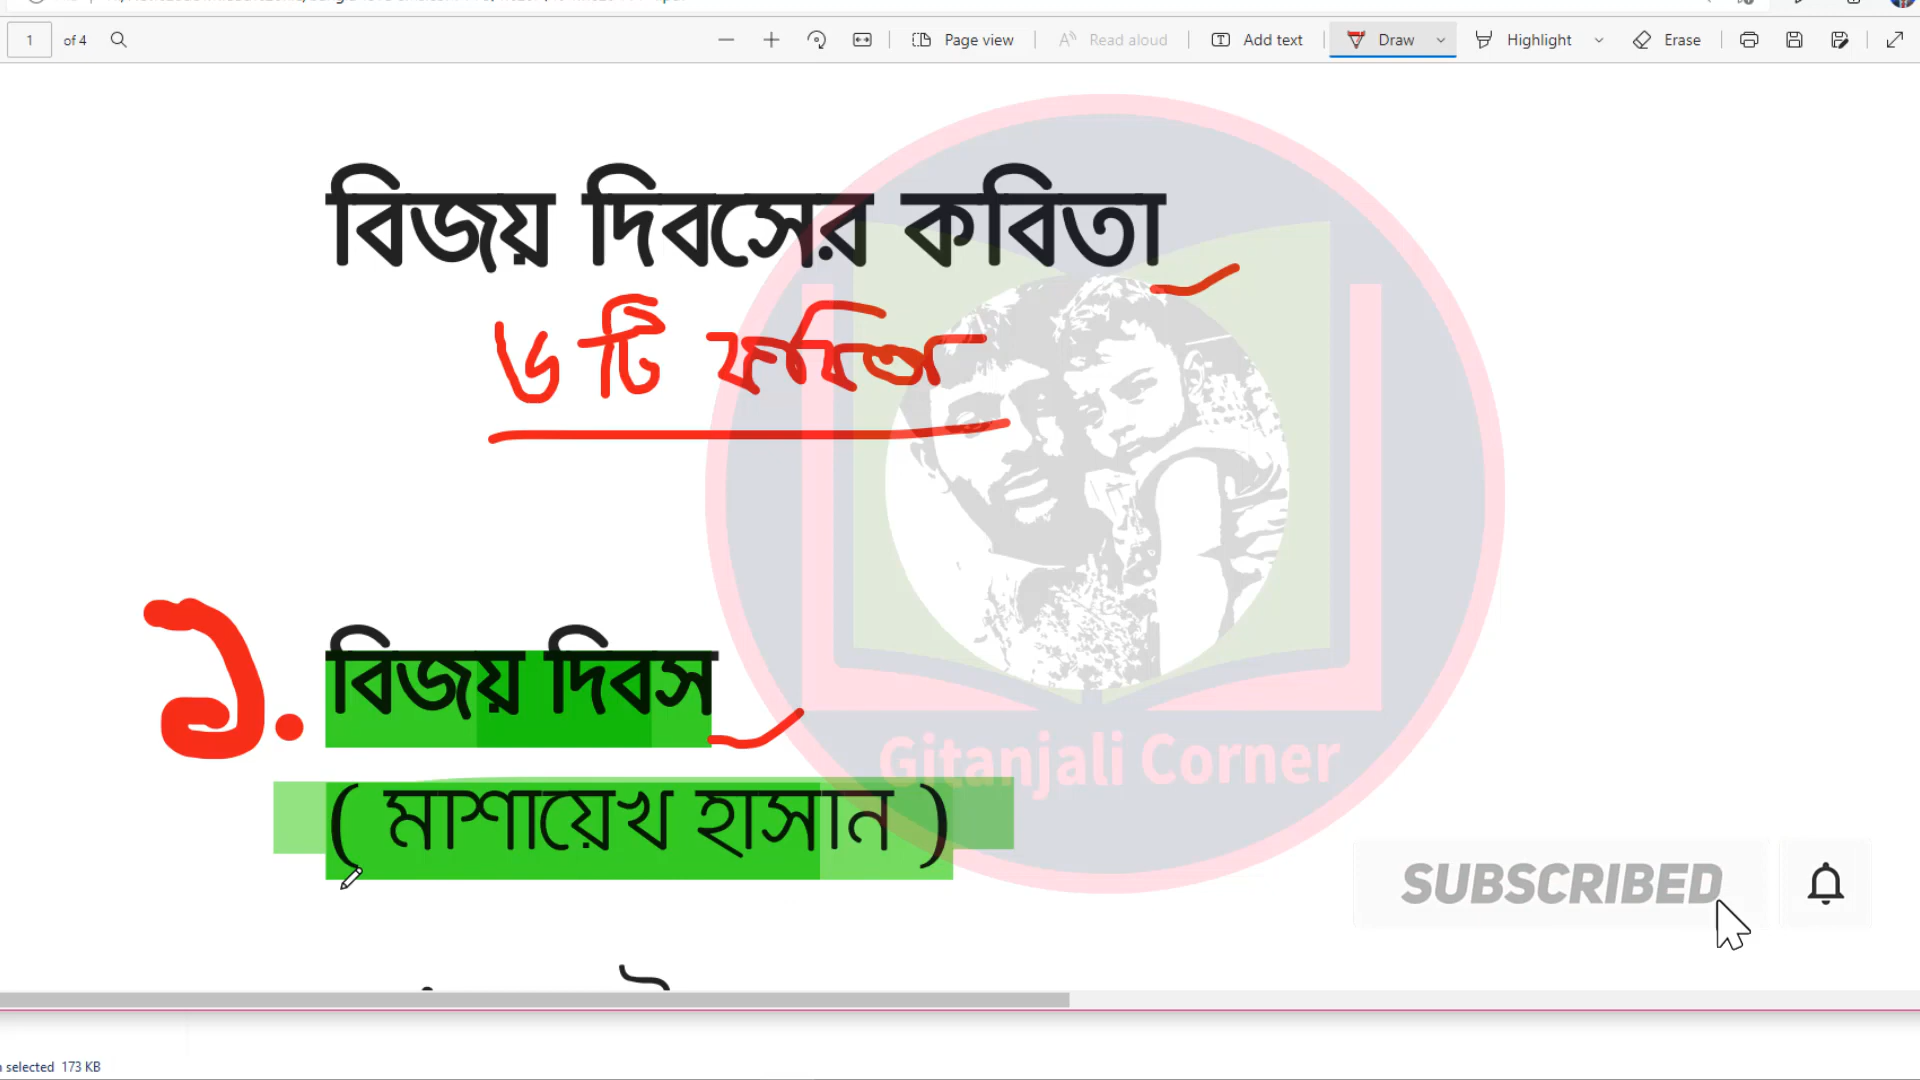 1 of 4 Page view Read aloud Add text Draw Highlight Erase
বিজয় দিবসের কবিতা
৬ টি কবিতা
১. বিজয় দিবস
Gitanjali Corner
( মাশায়েখ হাসান )
SUBSCRIBED
selected 173 KB